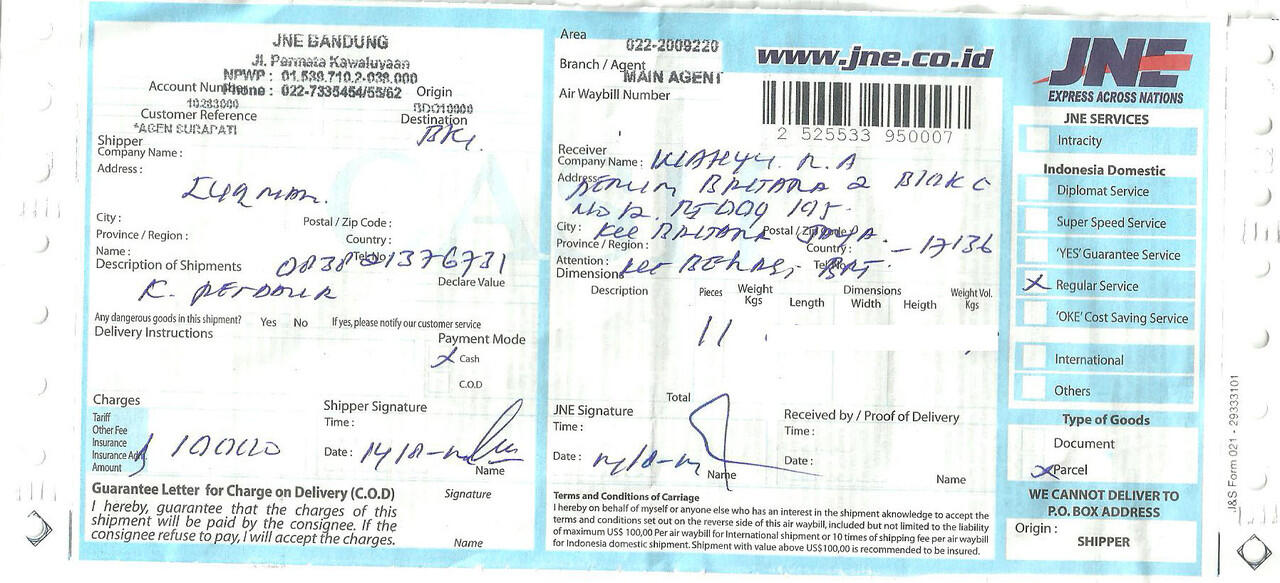 JNE BANDUNG
Jl. Permata Kawaluyaan
NPWP : 01.539.710.2-038.000
Phone : 022-7335454/55/62
Account Number
10283000
Origin
BDO10000
Customer Reference
*AGEN SURAPATI
Destination
BKI.
Shipper
Company Name :
Address :
City :
Postal / Zip Code :
Province / Region :
Country :
Name :
Tel No
083821376731
Description of Shipments
Declare Value
Any dangerous goods in this shipment? Yes No If yes, please notify our customer service
Delivery Instructions
Payment Mode
X Cash
C.O.D
Charges
Tariff
Other Fee
Insurance
Insurance Adm
Amount
Shipper Signature
Time :
Date : 14/8-
Name
Guarantee Letter for Charge on Delivery (C.O.D)
I hereby, guarantee that the charges of this
shipment will be paid by the consignee. If the
consignee refuse to pay, I will accept the charges.
Signature
Name
Area
022-2009220
Branch / Agent
MAIN AGENT
Air Waybill Number
www.jne.co.id
2 525533 950007
Receiver
Company Name : WAHYU. R. A
Address
No 12.
City : Kec
Postal / Zip Code
Province / Region :
Country : - 17136
Attention :
Tel No
Dimensions
Description
Pieces
Weight
Kgs
Dimensions
Length Width Heigth
Weight Vol.
Kgs
11
Total
JNE Signature
Time :
Date :
Name
Received by / Proof of Delivery
Time :
Date :
Name
Terms and Conditions of Carriage
I hereby on behalf of myself or anyone else who has an interest in the shipment aknowledge to accept the
terms and conditions set out on the reverse side of this air waybill, included but not limited to the liability
of maximum US$ 100,00 Per air waybill for International shipment or 10 times of shipping fee per air waybill
for Indonesia domestic shipment. Shipment with value above US$100,00 is recommended to be insured.
JNE
EXPRESS ACROSS NATIONS
JNE SERVICES
Intracity
Indonesia Domestic
Diplomat Service
Super Speed Service
'YES' Guarantee Service
X Regular Service
'OKE' Cost Saving Service
International
Others
Type of Goods
Document
X Parcel
WE CANNOT DELIVER TO
P.O. BOX ADDRESS
Origin :
SHIPPER
J&S Form 021 - 29333101